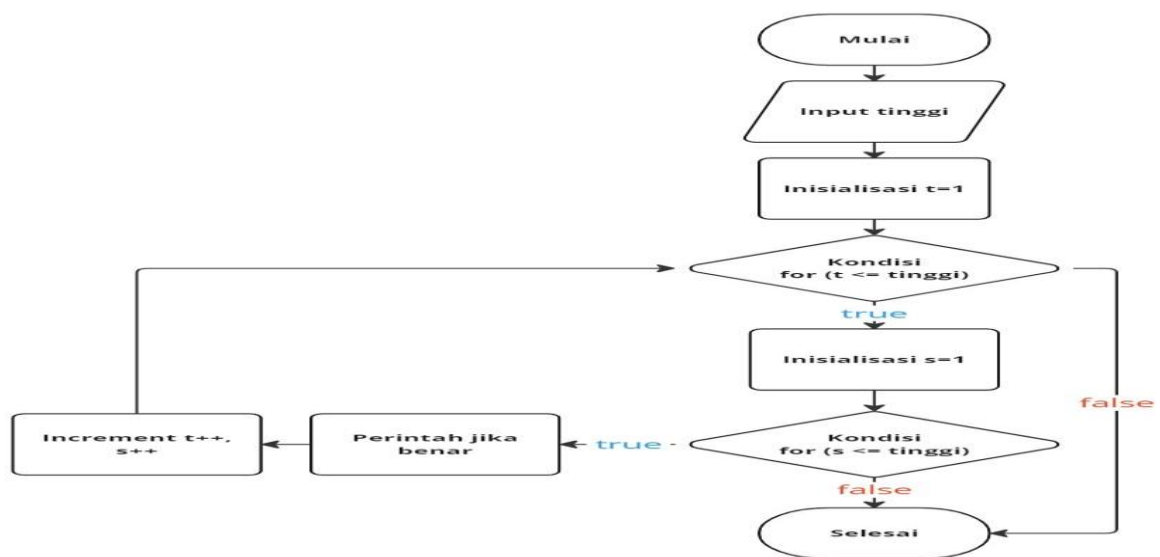 Mulai
Input tinggi
Inisialisasi t=1
Kondisi
for (t <= tinggi)
true
Inisialisasi s=1
false
Increment t++,
s++
Perintah jika
benar
true
Kondisi
for (s <= tinggi)
false
Selesai